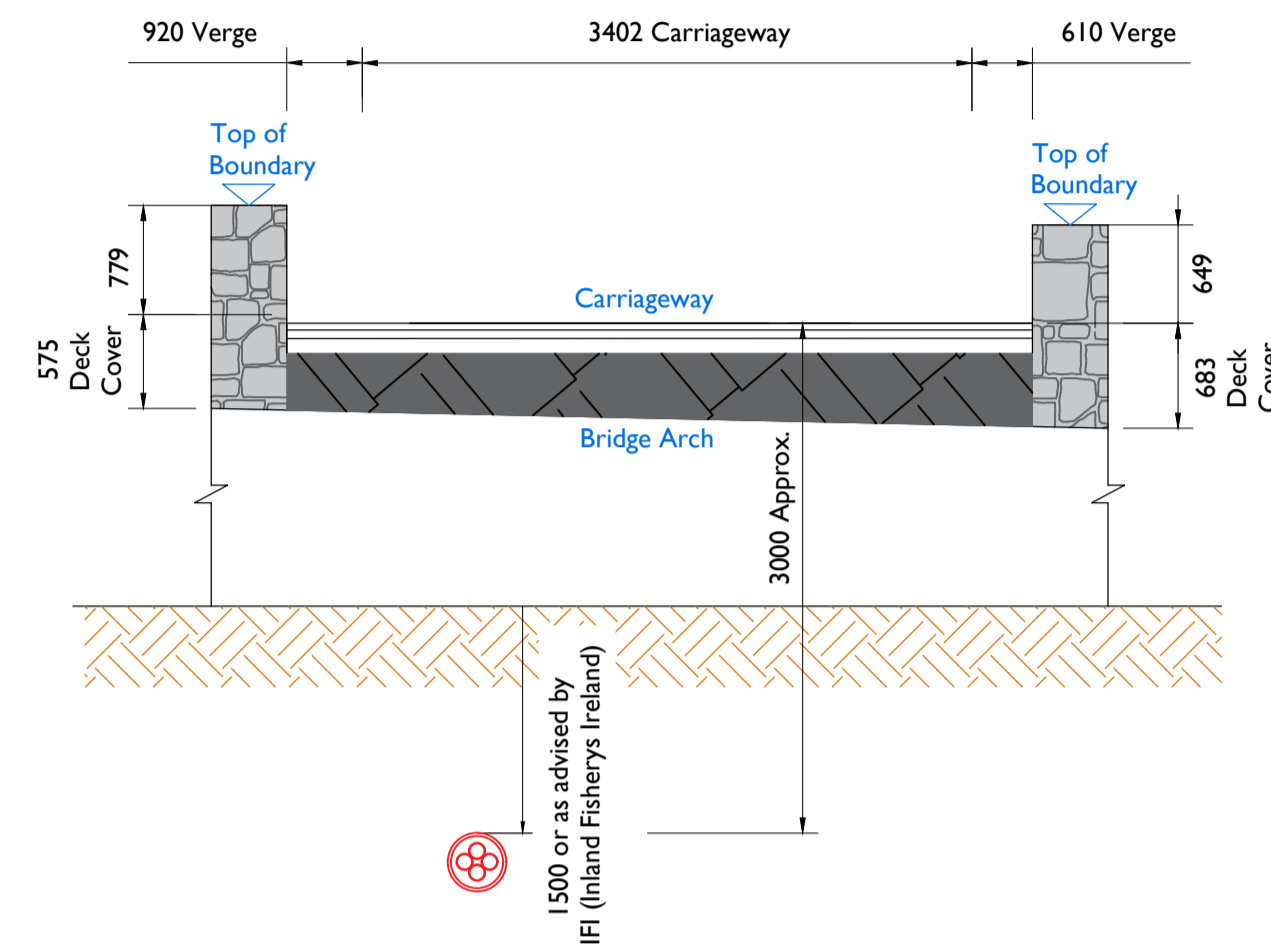 920 Verge
3402 Carriageway
610 Verge
Top of
Boundary
Top of
Boundary
779
649
Carriageway
575
Deck
Cover
683
Deck
Cover
Bridge Arch
3000 Approx.
1500 or as advised by
IFI (Inland Fisherys Ireland)